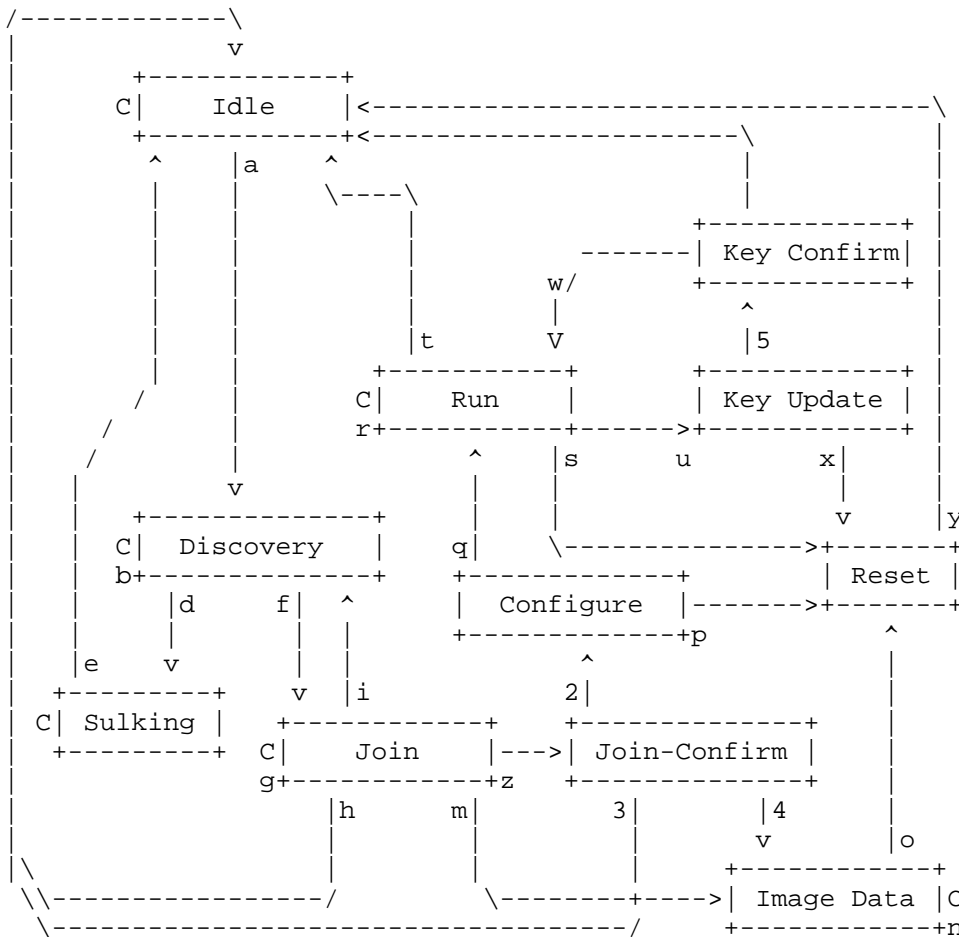 /-------------\
|             v
|       +------------+
|      C|    Idle    |<-----------------------------------\
|       +------------+<-----------------------\           |
|        ^    |a    ^                         |           |
|        |    |     \----\                    |           |
|        |    |          |                 +------------+ |
|        |    |          |          -------| Key Confirm| |
|        |    |          |        w/       +------------+ |
|        |    |          |        |           ^           |
|        |    |          |t       V           |5          |
|        |    |        +-----------+       +------------+ |
|       /     |       C|    Run    |       | Key Update | |
|     /       |       r+-----------+------>+------------+ |
|    /        |              ^    |s      u        x|     |
|   |         v              |    |                 |     |
|   |   +--------------+     |    |                 v     |y
|   |  C|  Discovery   |    q|    \--------------->+-------+
|   |  b+--------------+    +-------------+        | Reset |
|   |     |d     f|  ^      |  Configure  |------->+-------+
|   |     |       |  |      +-------------+p           ^
|   |e    v       |  |              ^                  |
|  +---------+    v  |i            2|                  |
| C| Sulking |   +------------+    +--------------+    |
|  +---------+  C|    Join    |--->| Join-Confirm |    |
|               g+------------+z   +--------------+    |
|                  |h      m|         3|       |4      |
|                  |        |          |       v       |o
|\                 |        |          |     +------------+
| \\-----------------/        \--------+---->| Image Data |C
 \------------------------------------/      +------------+n